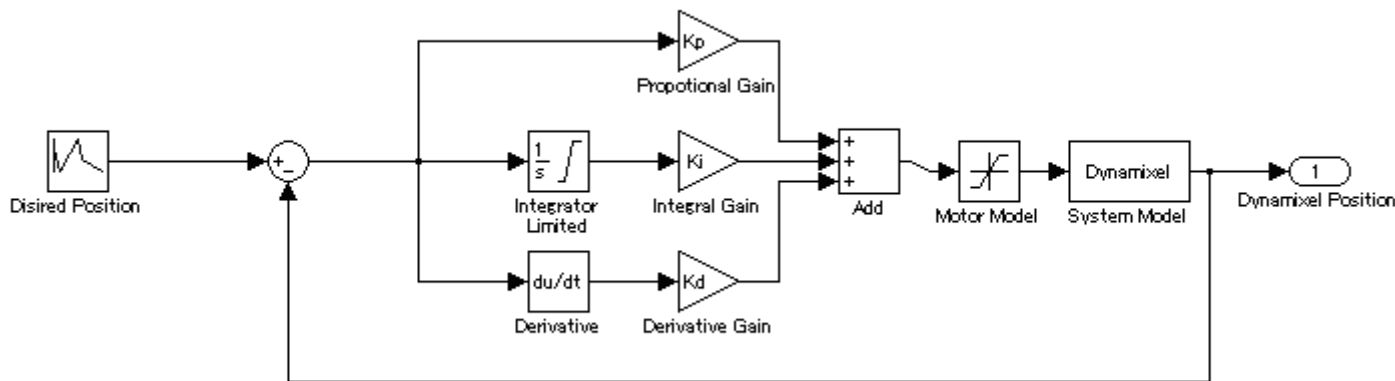 Kp
Propotional Gain
+
−
Disired Position
1
s
Integrator
Limited
Ki
Integral Gain
+
+
+
Add
Motor Model
Dynamixel
System Model
1
Dynamixel Position
du/dt
Derivative
Kd
Derivative Gain